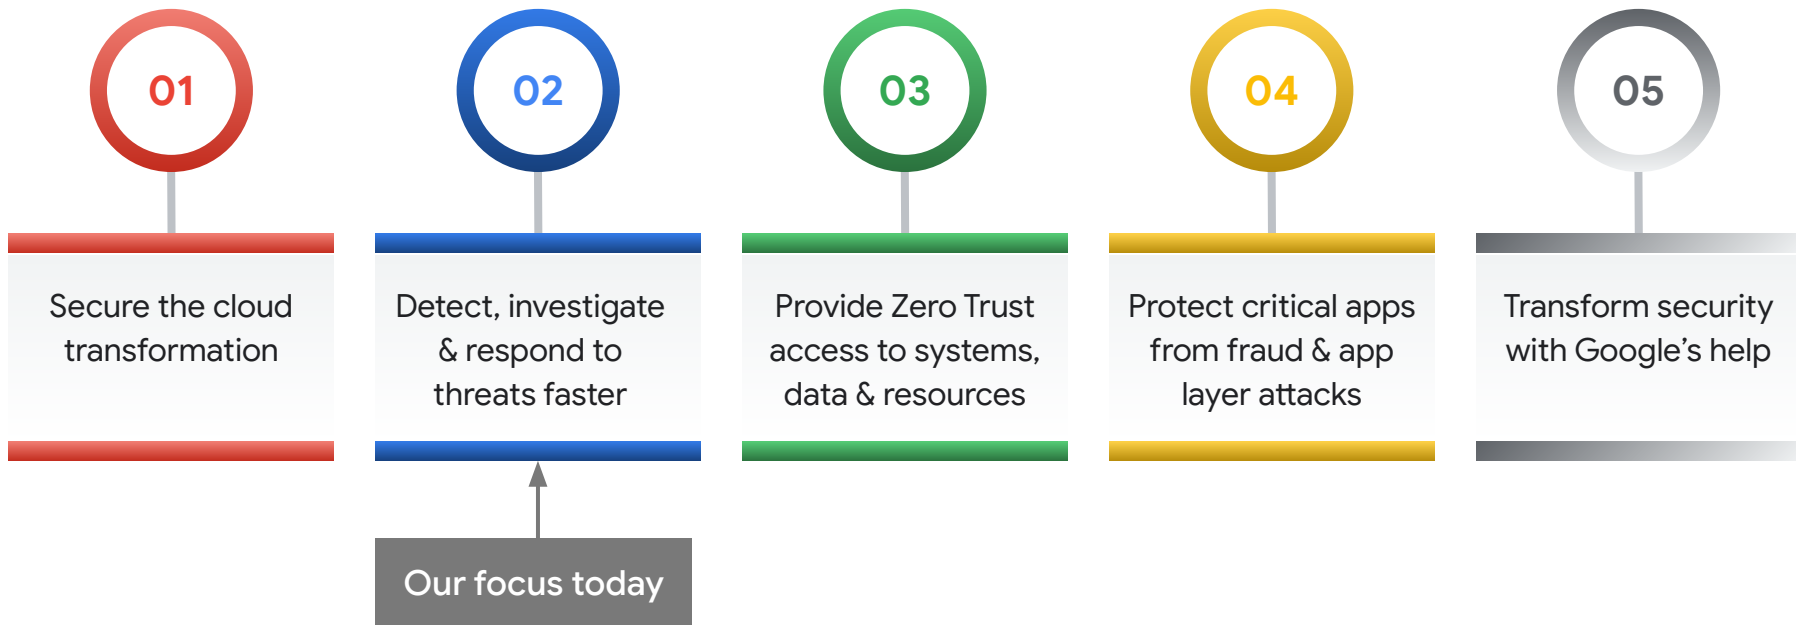 01
02
03
04
05
Secure the cloud
transformation
Detect, investigate
& respond to
threats faster
Provide Zero Trust
access to systems,
data & resources
Protect critical apps
from fraud & app
layer attacks
Transform security
with Google's help
Our focus today